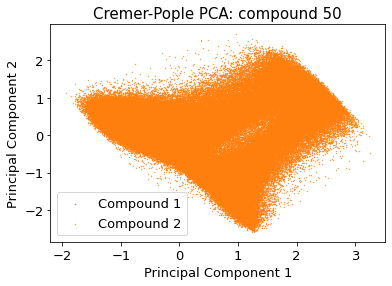 Cremer-Pople PCA: compound 50
Principal Component 2
2
1
0
−1
−2
Compound 1
Compound 2
−2 −1 0 1 2 3
Principal Component 1